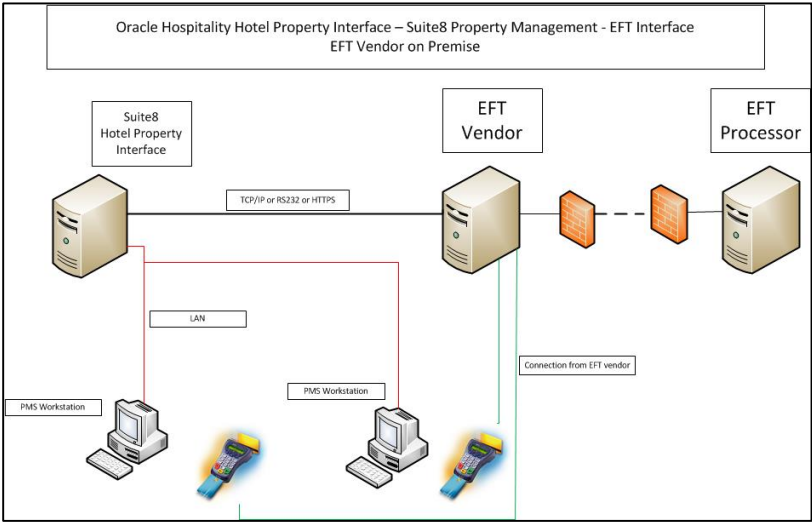 Oracle Hospitality Hotel Property Interface – Suite8 Property Management - EFT Interface
EFT Vendor on Premise
Suite8
Hotel Property
Interface
EFT
Vendor
EFT
Processor
TCP/IP or RS232 or HTTPS
LAN
Connection from EFT vendor
PMS Workstation
PMS Workstation